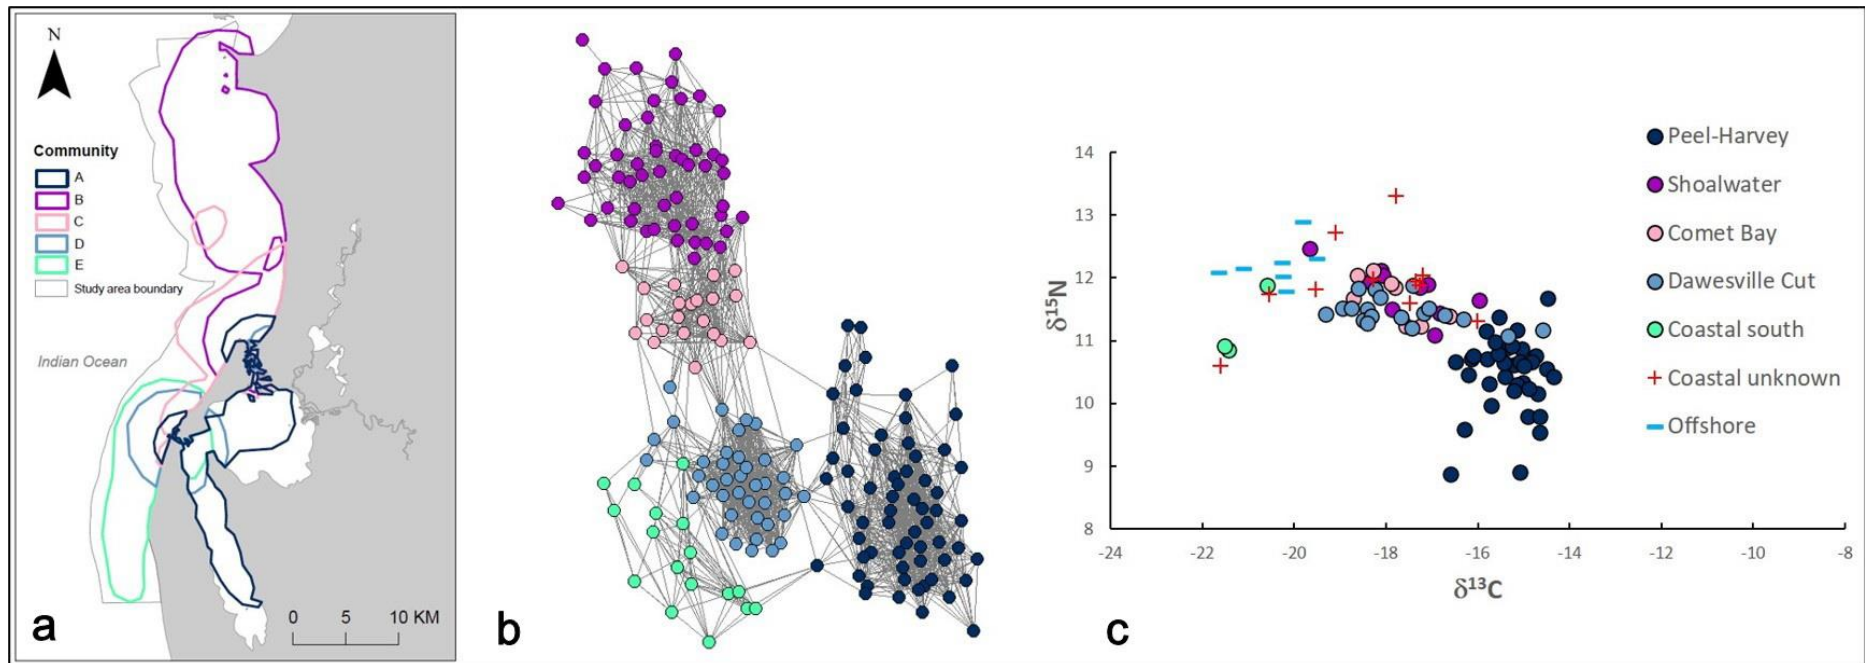 N
Community
A
B
C
D
E
Study area boundary
Indian Ocean
0 5 10 KM
a
b
c
14
13
12
11
10
9
8
-24 -22 -20 -18 -16 -14 -12 -10 -8
δ15N
δ13C
Peel-Harvey
Shoalwater
Comet Bay
Dawesville Cut
Coastal south
Coastal unknown
Offshore